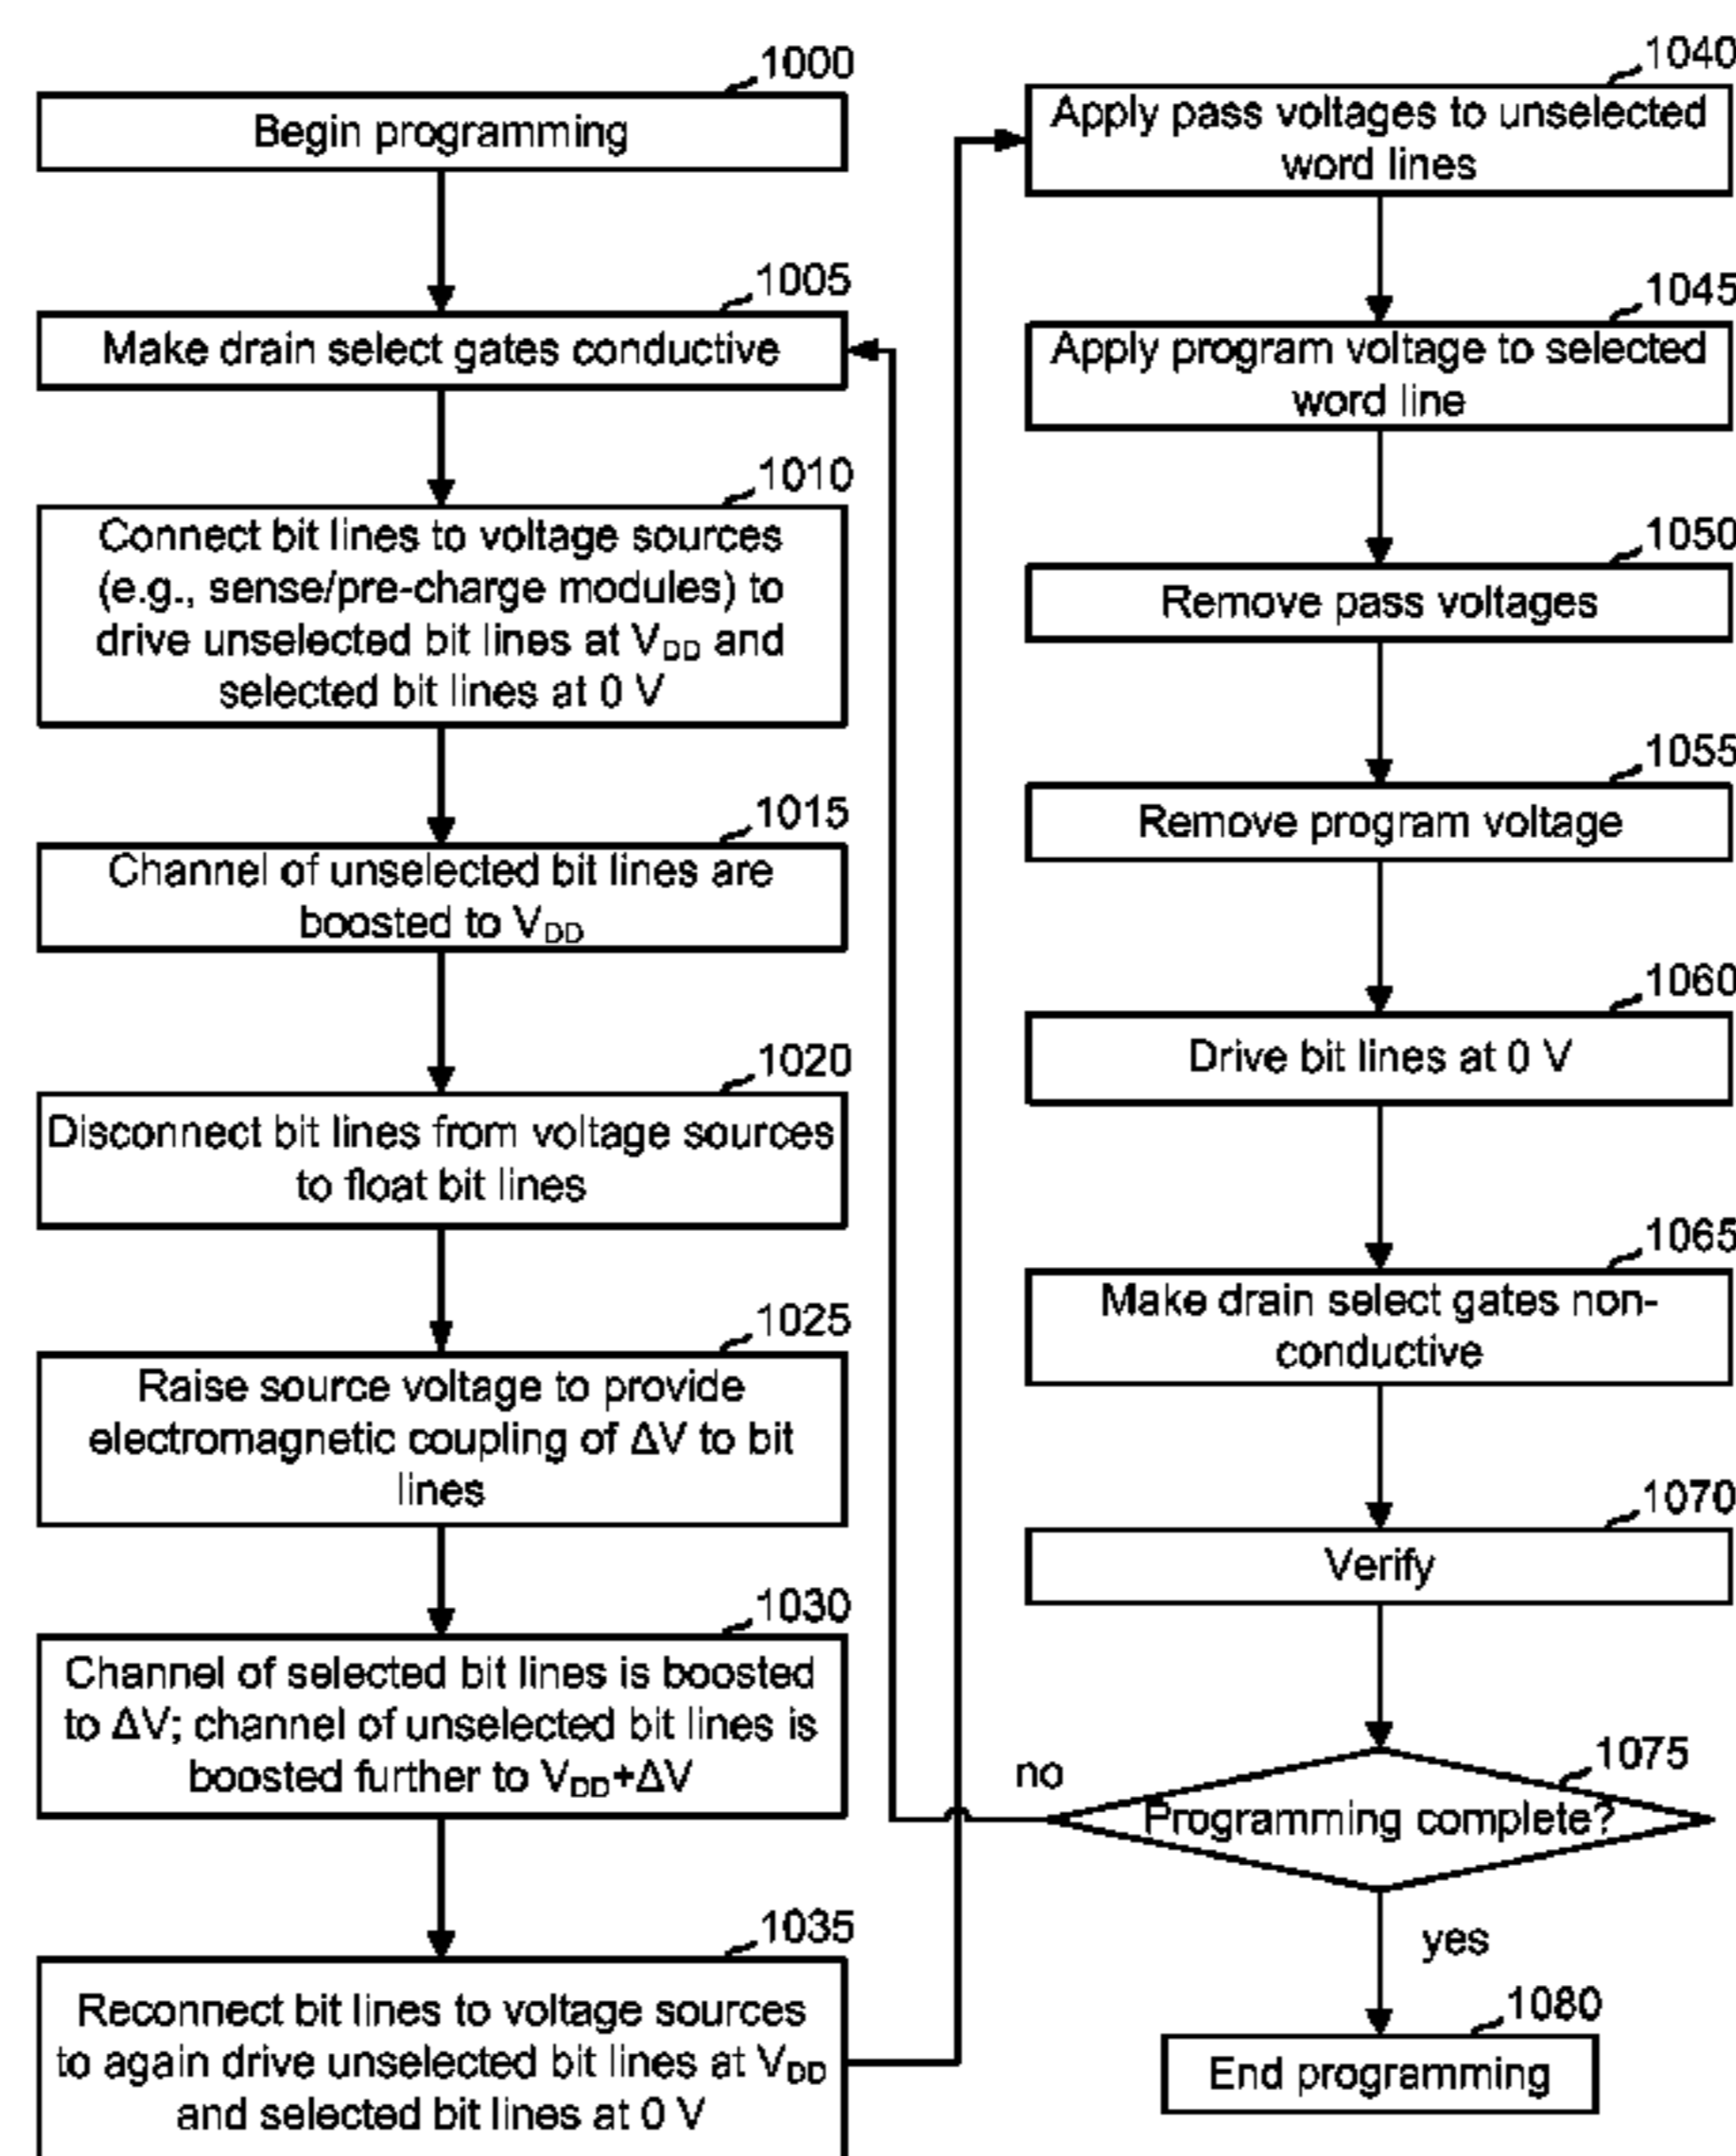 1000
Begin programming
1005
Make drain select gates conductive
1010
Connect bit lines to voltage sources
(e.g., sense/pre-charge modules) to
drive unselected bit lines at VDD and
selected bit lines at 0 V
1015
Channel of unselected bit lines are
boosted to VDD
1020
Disconnect bit lines from voltage sources
to float bit lines
1025
Raise source voltage to provide
electromagnetic coupling of ΔV to bit
lines
1030
Channel of selected bit lines is boosted
to ΔV; channel of unselected bit lines is
boosted further to VDD+ΔV
1035
Reconnect bit lines to voltage sources
to again drive unselected bit lines at VDD
and selected bit lines at 0 V
1040
Apply pass voltages to unselected
word lines
1045
Apply program voltage to selected
word line
1050
Remove pass voltages
1055
Remove program voltage
1060
Drive bit lines at 0 V
1065
Make drain select gates non-
conductive
1070
Verify
1075
no
Programming complete?
yes
1080
End programming